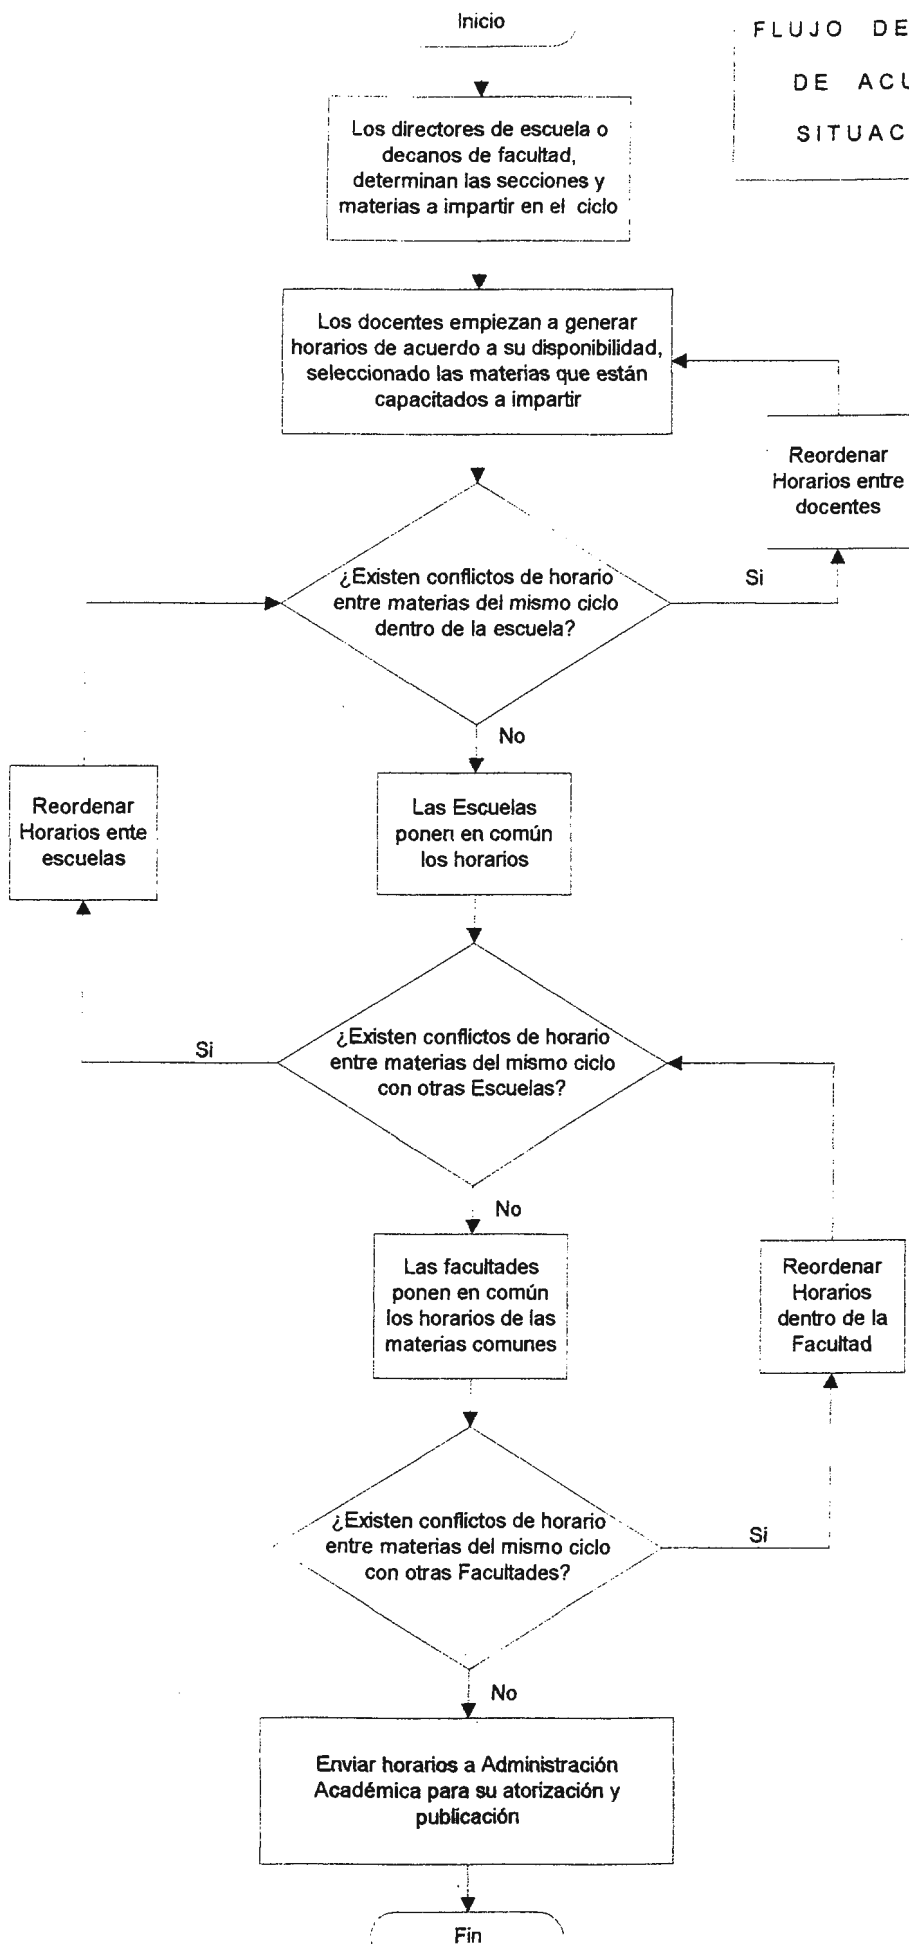 Inicio
FLUJO DE
DE ACU
SITUAC
Los directores de escuela o
decanos de facultad,
determinan las secciones y
materias a impartir en el ciclo
Los docentes empiezan a generar
horarios de acuerdo a su disponibilidad,
seleccionado las materias que están
capacitados a impartir
Reordenar
Horarios entre
docentes
¿Existen conflictos de horario
entre materias del mismo ciclo
dentro de la escuela?
Si
No
Reordenar
Horarios ente
escuelas
Las Escuelas
ponen en común
los horarios
¿Existen conflictos de horario
entre materias del mismo ciclo
con otras Escuelas?
Si
No
Las facultades
ponen en común
los horarios de las
materias comunes
Reordenar
Horarios
dentro de la
Facultad
¿Existen conflictos de horario
entre materias del mismo ciclo
con otras Facultades?
Si
No
Enviar horarios a Administración
Académica para su atorización y
publicación
Fin